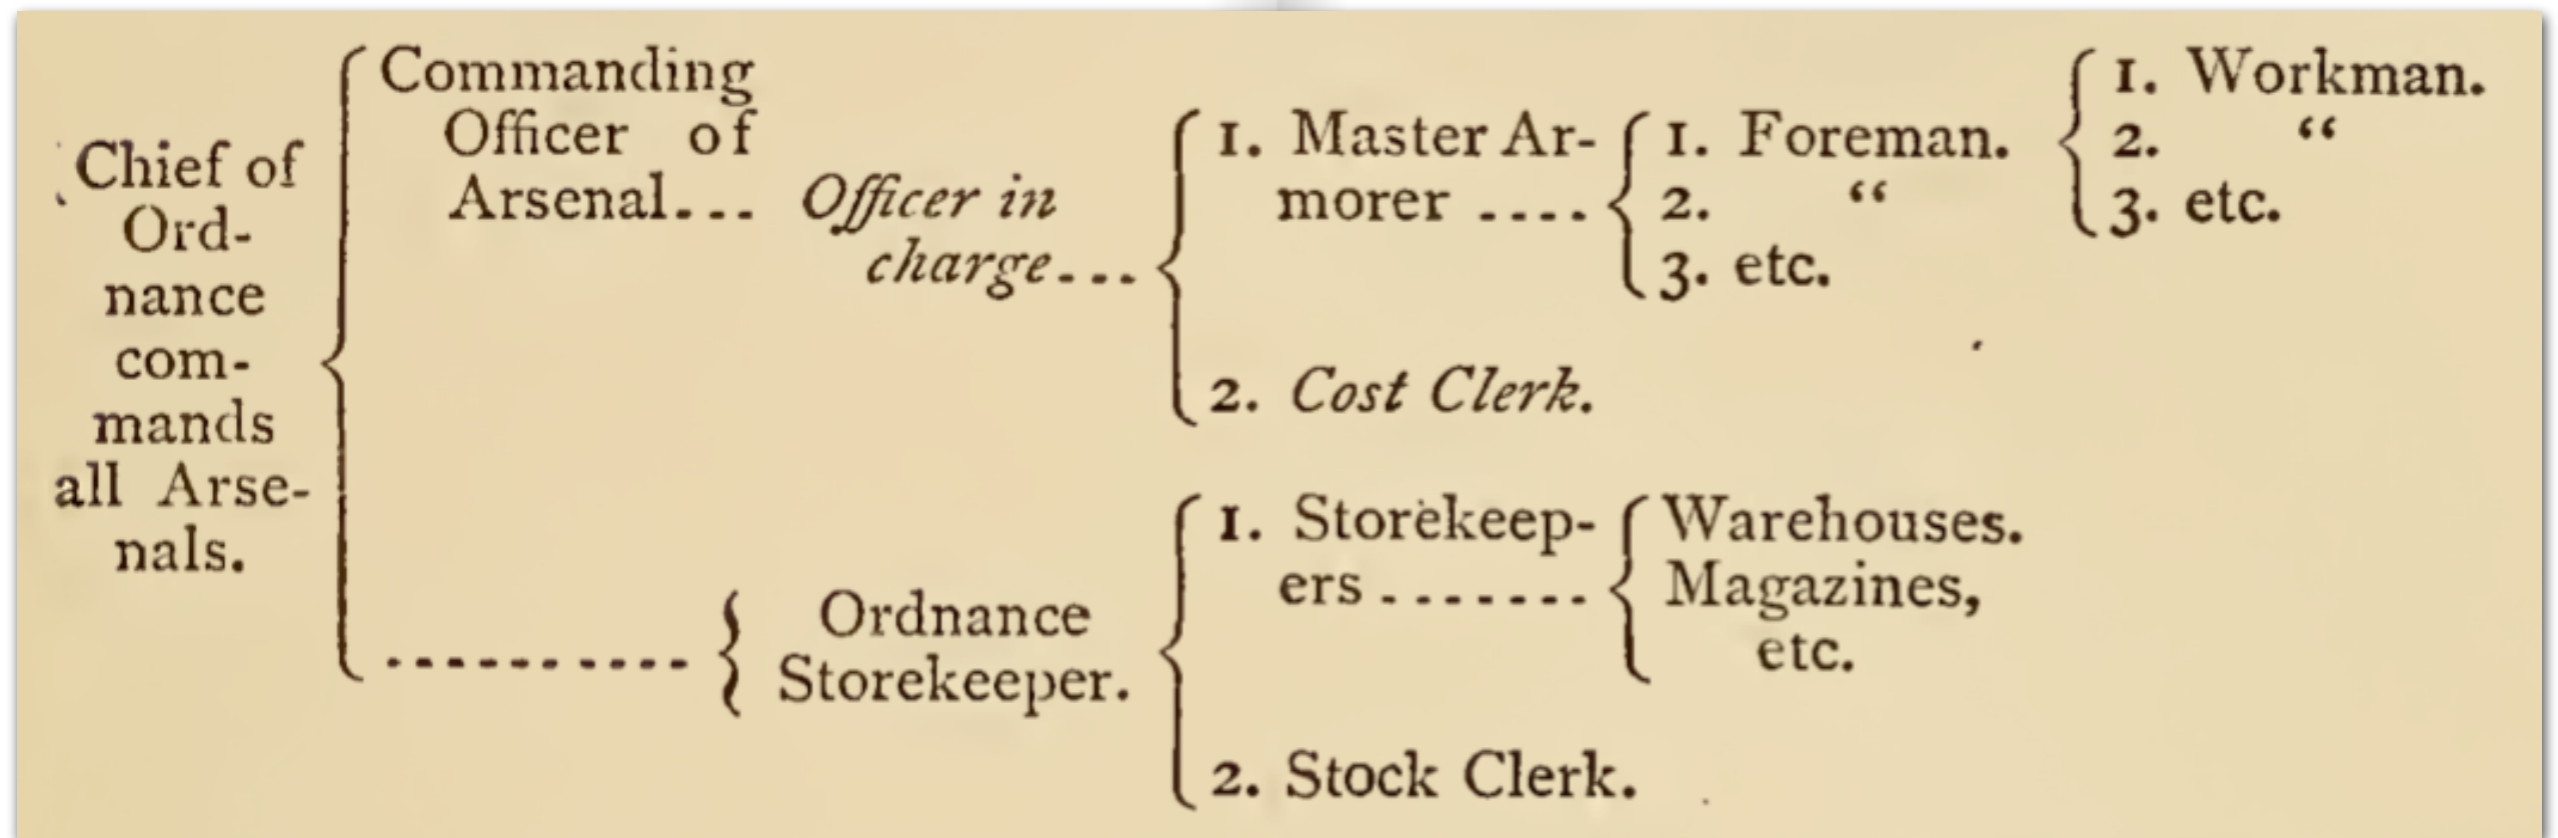 Chief of
Ord-
nance
com-
mands
all Arse-
nals.
Commanding
Officer of
Arsenal...
Officer in
charge...
1. Master Ar-
morer ....
1. Foreman.
2. “
3. etc.
1. Workman.
2. “
3. etc.
2. Cost Clerk.
Ordnance
Storekeeper.
1. Storekeep-
ers .......
Warehouses.
Magazines,
etc.
2. Stock Clerk.